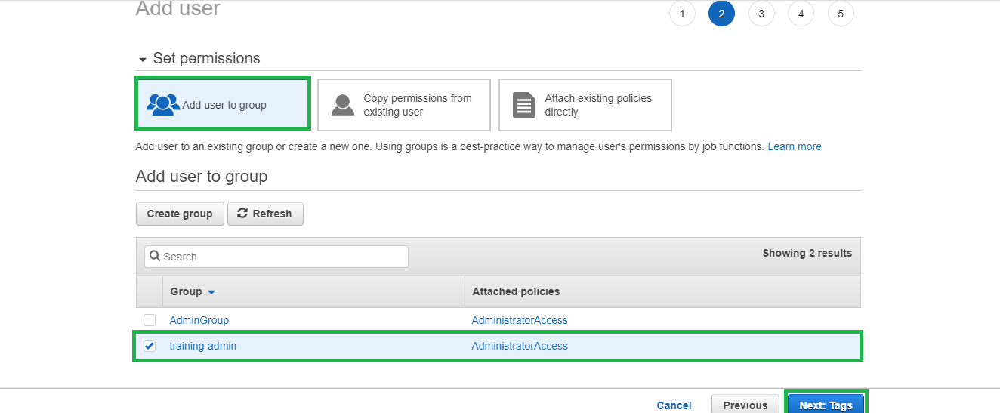 Add user
1 2 3 4 5
Set permissions
Add user to group
Copy permissions from
existing user
Attach existing policies
directly
Add user to an existing group or create a new one. Using groups is a best-practice way to manage user's permissions by job functions. Learn more
Add user to group
Create group Refresh
Search
Showing 2 results
Group Attached policies
AdminGroup AdministratorAccess
training-admin AdministratorAccess
Cancel Previous Next: Tags